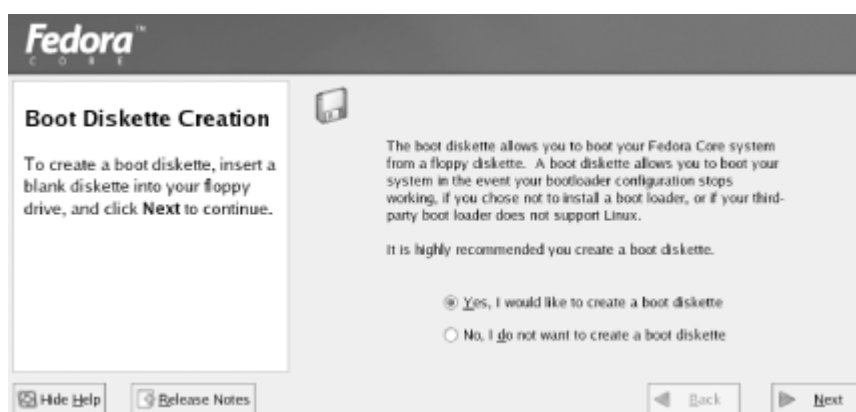 Fedora™
CORE
Boot Diskette Creation
To create a boot diskette, insert a
blank diskette into your floppy
drive, and click Next to continue.
The boot diskette allows you to boot your Fedora Core system
from a floppy diskette. A boot diskette allows you to boot your
system in the event your bootloader configuration stops
working, if you chose not to install a boot loader, or if your third-
party boot loader does not support Linux.
It is highly recommended you create a boot diskette.
Yes, I would like to create a boot diskette
No, I do not want to create a boot diskette
Hide Help
Release Notes
Back
Next